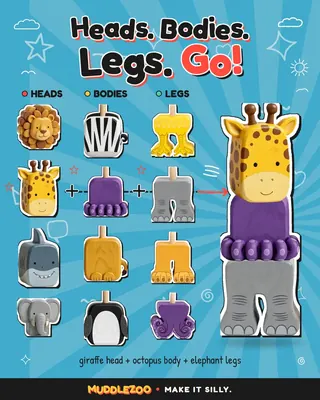 Heads. Bodies.
Legs. Go!
HEADS
BODIES
LEGS
+
+
giraffe head + octopus body + elephant legs
MUDDLEZOO • MAKE IT SILLY.